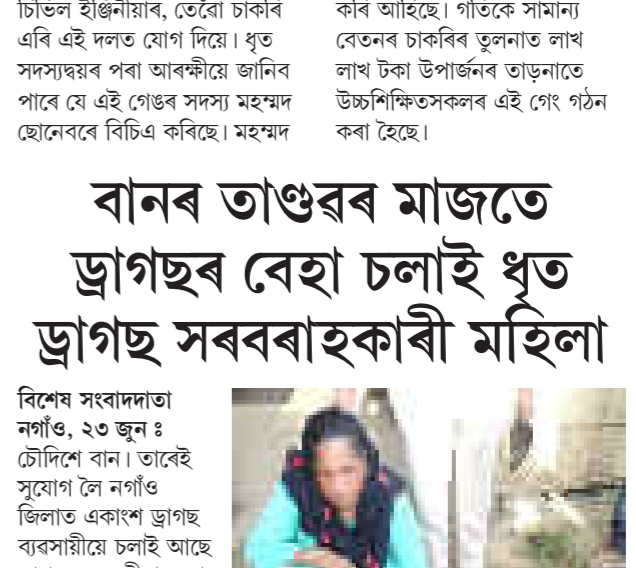 চিভিল ইঞ্জিনীয়াৰ, তেৱোঁ চাকৰি
এৰি এই দলত যোগ দিয়ে। ধৃত
সদস্যদ্বয়ৰ পৰা আৰক্ষীয়ে জানিব
পাৰে যে এই গেঙৰ সদস্য মহম্মদ
ছোনেবৰে বিচিএ কৰিছে। মহম্মদ
কৰি আহিছে। গতিকে সামান্য
বেতনৰ চাকৰিৰ তুলনাত লাখ
লাখ টকা উপাৰ্জনৰ তাড়নাতে
উচ্চশিক্ষিতসকলৰ এই গেং গঠন
কৰা হৈছে।
বানৰ তাণ্ডৱৰ মাজতে
ড্ৰাগছৰ বেহা চলাই ধৃত
ড্ৰাগছ সৰবৰাহকাৰী মহিলা
বিশেষ সংবাদদাতা
নগাঁও, ২৩ জুন ঃ
চৌদিশে বান। তাৰেই
সুযোগ লৈ নগাঁও
জিলাত একাংশ ড্ৰাগছ
ব্যৱসায়ীয়ে চলাই আছে